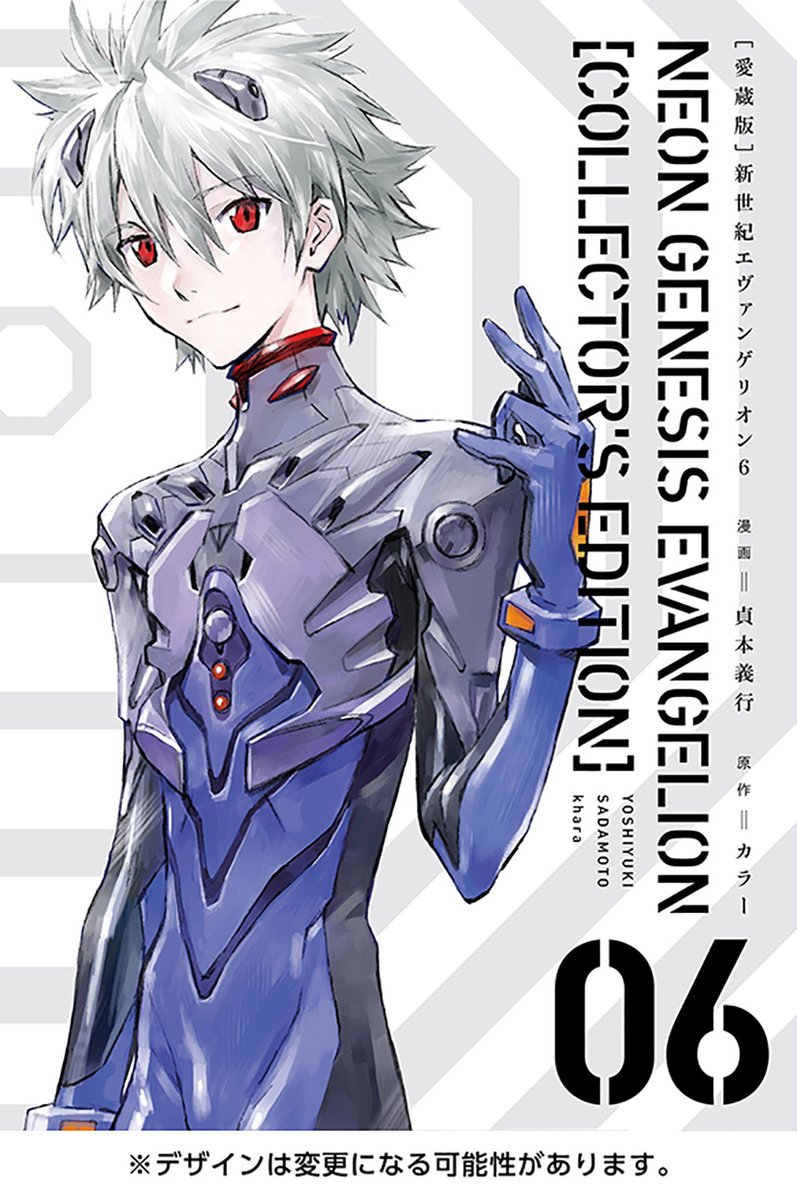 [愛蔵版]新世紀エヴァンゲリオン6 漫画=貞本義行 原作=カラー
NEON GENESIS EVANGELION
[COLLECTOR'S EDITION]
YOSHIYUKI
SADAMOTO
khara
06
※デザインは変更になる可能性があります。